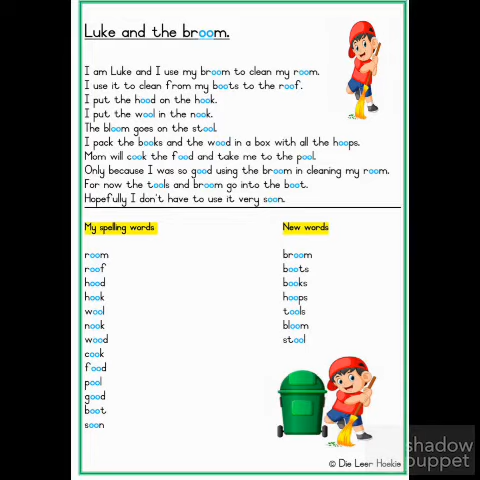 Luke and the broom.
I am Luke and I use my broom to clean my room.
I use it to clean from my boots to the roof.
I put the hood on the hook.
I put the wool in the nook.
The bloom goes on the stool.
I pack the books and the wood in a box with all the hoops.
Mom will cook the food and take me to the pool.
Only because I was so good using the broom in cleaning my room.
For now the tools and broom go into the boot.
Hopefully I don't have to use it very soon.
My spelling words
room
roof
hood
hook
wool
nook
wood
cook
food
pool
good
boot
soon
New words
broom
boots
books
hoops
tools
bloom
stool
© Die Leer Hoekie
shadow
puppet